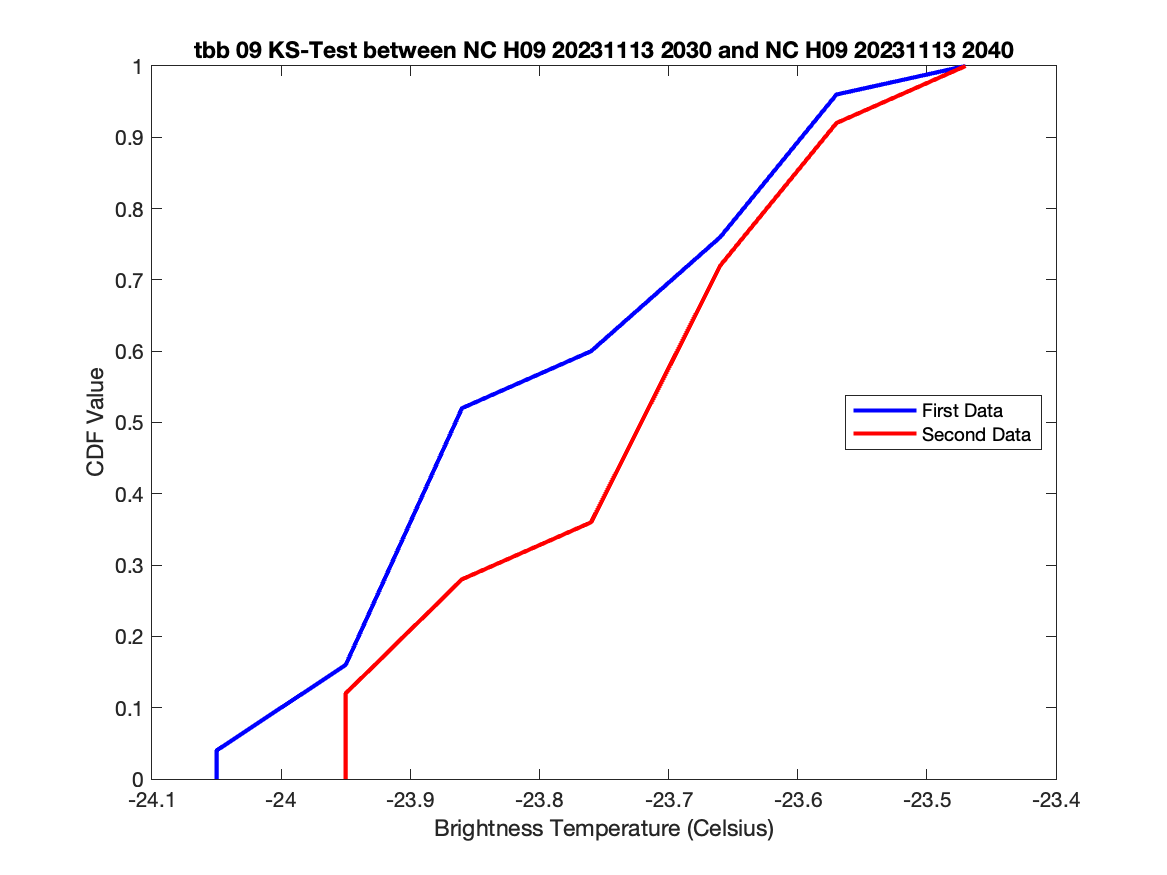 tbb 09 KS-Test between NC H09 20231113 2030 and NC H09 20231113 2040
1
0.9
0.8
0.7
0.6
0.5
0.4
0.3
0.2
0.1
0
CDF Value
First Data
Second Data
-24.1 -24 -23.9 -23.8 -23.7 -23.6 -23.5 -23.4
Brightness Temperature (Celsius)